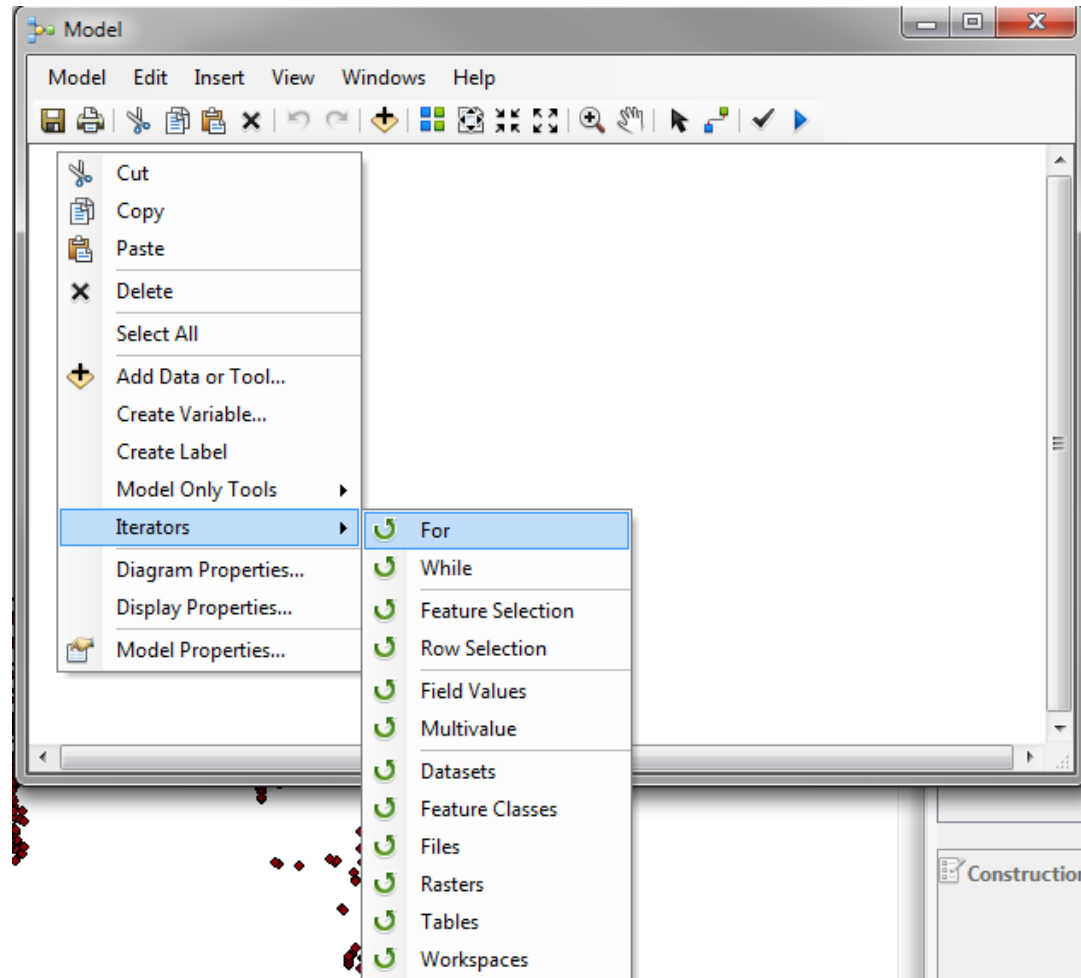 Model
Model Edit Insert View Windows Help
Cut
Copy
Paste
Delete
Select All
Add Data or Tool...
Create Variable...
Create Label
Model Only Tools
Iterators
Diagram Properties...
Display Properties...
Model Properties...
For
While
Feature Selection
Row Selection
Field Values
Multivalue
Datasets
Feature Classes
Files
Rasters
Tables
Workspaces
Construction